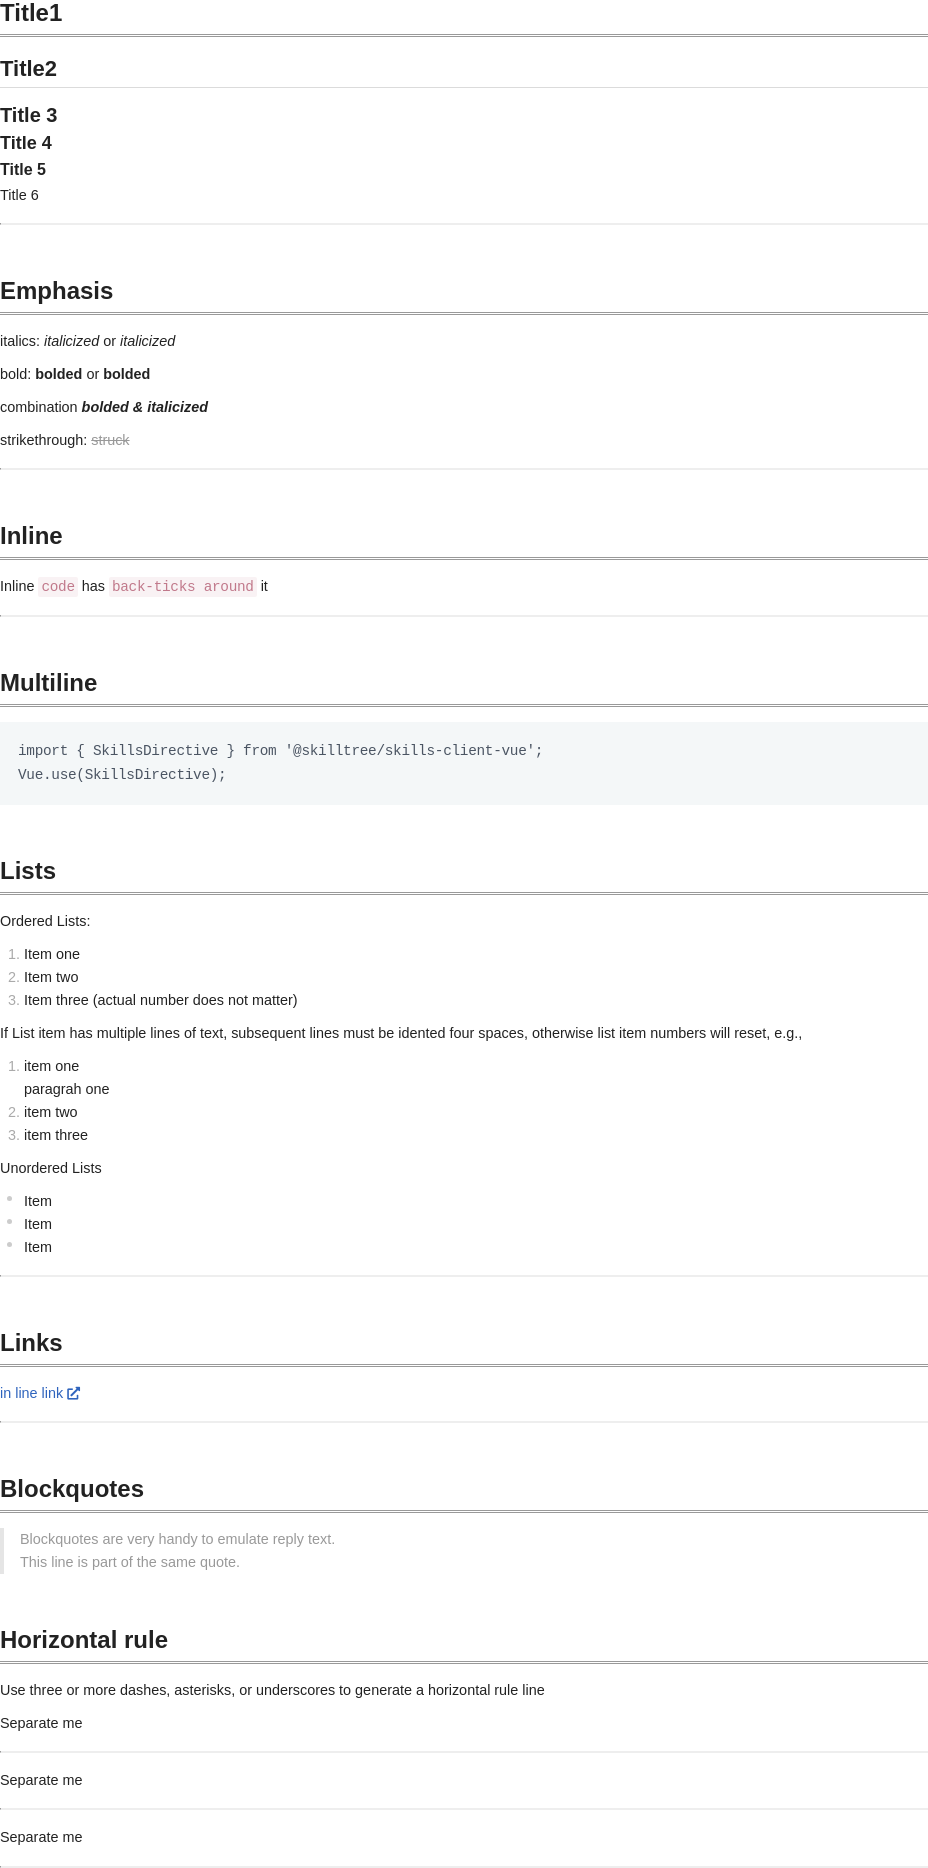 Title1
Title2
Title 3
Title 4
Title 5
Title 6
Emphasis
italics: italicized or italicized
bold: bolded or bolded
combination bolded & italicized
strikethrough: struck
Inline
Inline code has back-ticks around it
Multiline
import { SkillsDirective } from '@skilltree/skills-client-vue';
Vue.use(SkillsDirective);
Lists
Ordered Lists:
1. Item one
2. Item two
3. Item three (actual number does not matter)
If List item has multiple lines of text, subsequent lines must be idented four spaces, otherwise list item numbers will reset, e.g.,
1. item one
paragrah one
2. item two
3. item three
Unordered Lists
• Item
• Item
• Item
Links
in line link
Blockquotes
Blockquotes are very handy to emulate reply text.
This line is part of the same quote.
Horizontal rule
Use three or more dashes, asterisks, or underscores to generate a horizontal rule line
Separate me
Separate me
Separate me